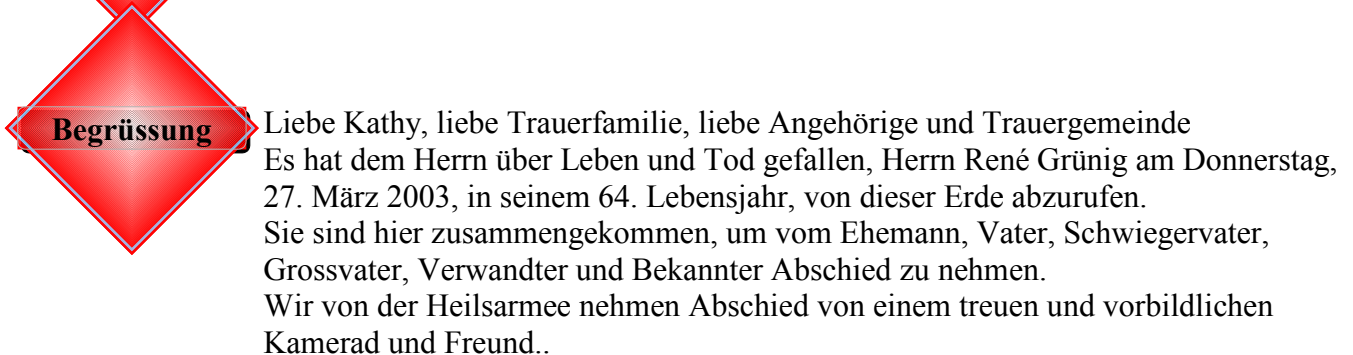 Begrüssung
Liebe Kathy, liebe Trauerfamilie, liebe Angehörige und Trauergemeinde
Es hat dem Herrn über Leben und Tod gefallen, Herrn René Grünig am Donnerstag,
27. März 2003, in seinem 64. Lebensjahr, von dieser Erde abzurufen.
Sie sind hier zusammengekommen, um vom Ehemann, Vater, Schwiegervater,
Grossvater, Verwandter und Bekannter Abschied zu nehmen.
Wir von der Heilsarmee nehmen Abschied von einem treuen und vorbildlichen
Kamerad und Freund..